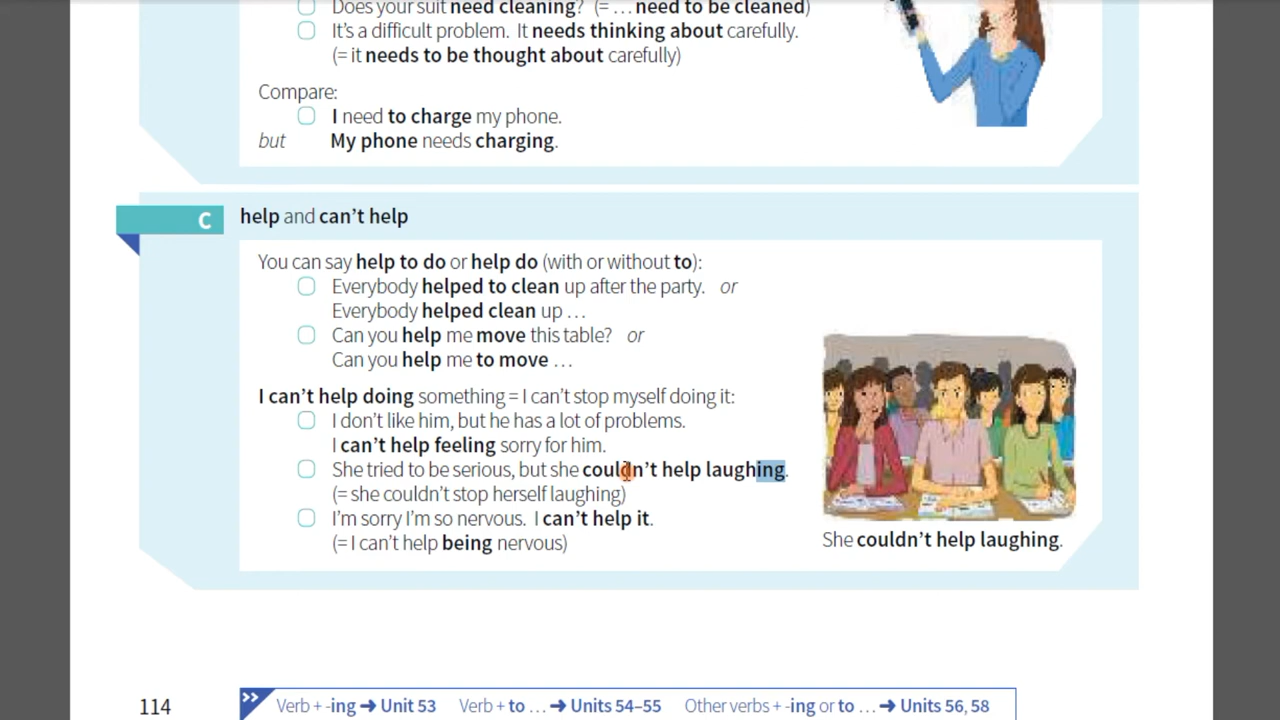 Does your suit need cleaning? (= … need to be cleaned)
It's a difficult problem. It needs thinking about carefully.
(= it needs to be thought about carefully)
Compare:
I need to charge my phone.
but My phone needs charging.
C help and can't help
You can say help to do or help do (with or without to):
Everybody helped to clean up after the party. or
Everybody helped clean up …
Can you help me move this table? or
Can you help me to move …
I can't help doing something = I can't stop myself doing it:
I don't like him, but he has a lot of problems.
I can't help feeling sorry for him.
She tried to be serious, but she couldn't help laughing.
(= she couldn't stop herself laughing)
I'm sorry I'm so nervous. I can't help it.
(= I can't help being nervous)
She couldn't help laughing.
114 >> Verb + -ing ➜ Unit 53 Verb + to … ➜ Units 54–55 Other verbs + -ing or to … ➜ Units 56, 58